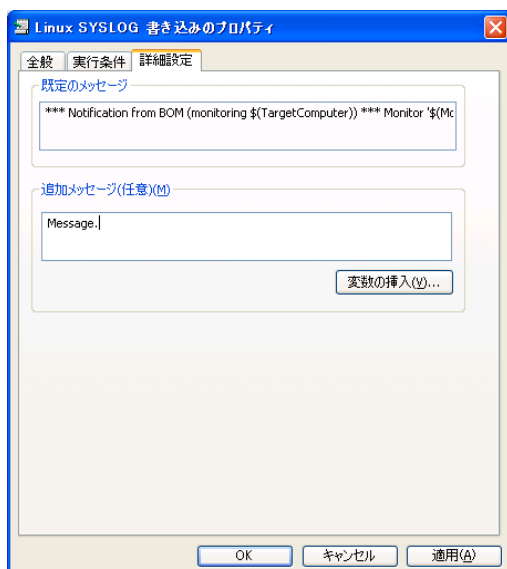 Linux SYSLOG 書き込みのプロパティ
全般 実行条件 詳細設定
既定のメッセージ
*** Notification from BOM (monitoring $(TargetComputer)) *** Monitor '$(Mc
追加メッセージ(任意)(M)
Message.
変数の挿入(V)...
OK キャンセル 適用(A)